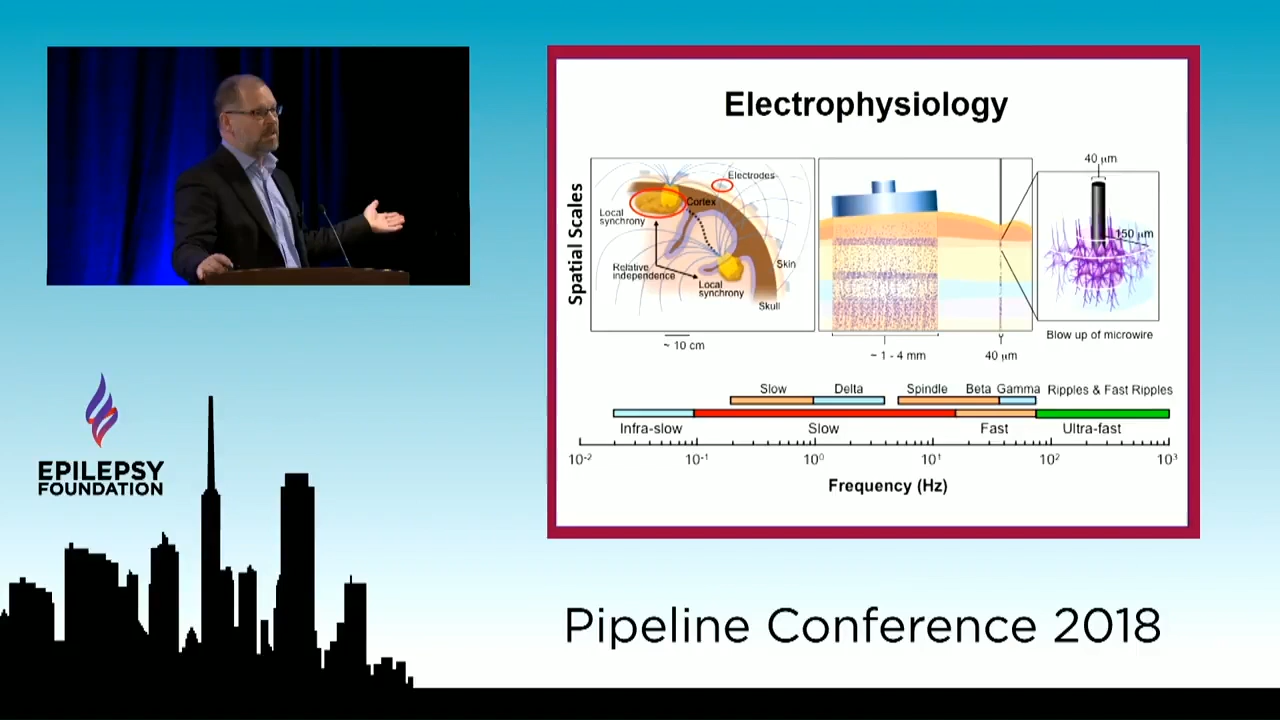 Electrophysiology
Spatial Scales
Electrodes
Cortex
Local
synchrony
Relative
independence
Local
synchrony
Skin
Skull
~ 10 cm
~ 1 - 4 mm
40 μm
40 μm
150 μm
Blow up of microwire
Slow
Delta
Spindle
Beta
Gamma
Ripples & Fast Ripples
Infra-slow
Slow
Fast
Ultra-fast
10⁻²
10⁻¹
10⁰
10¹
10²
10³
Frequency (Hz)
EPILEPSY
FOUNDATION
Pipeline Conference 2018